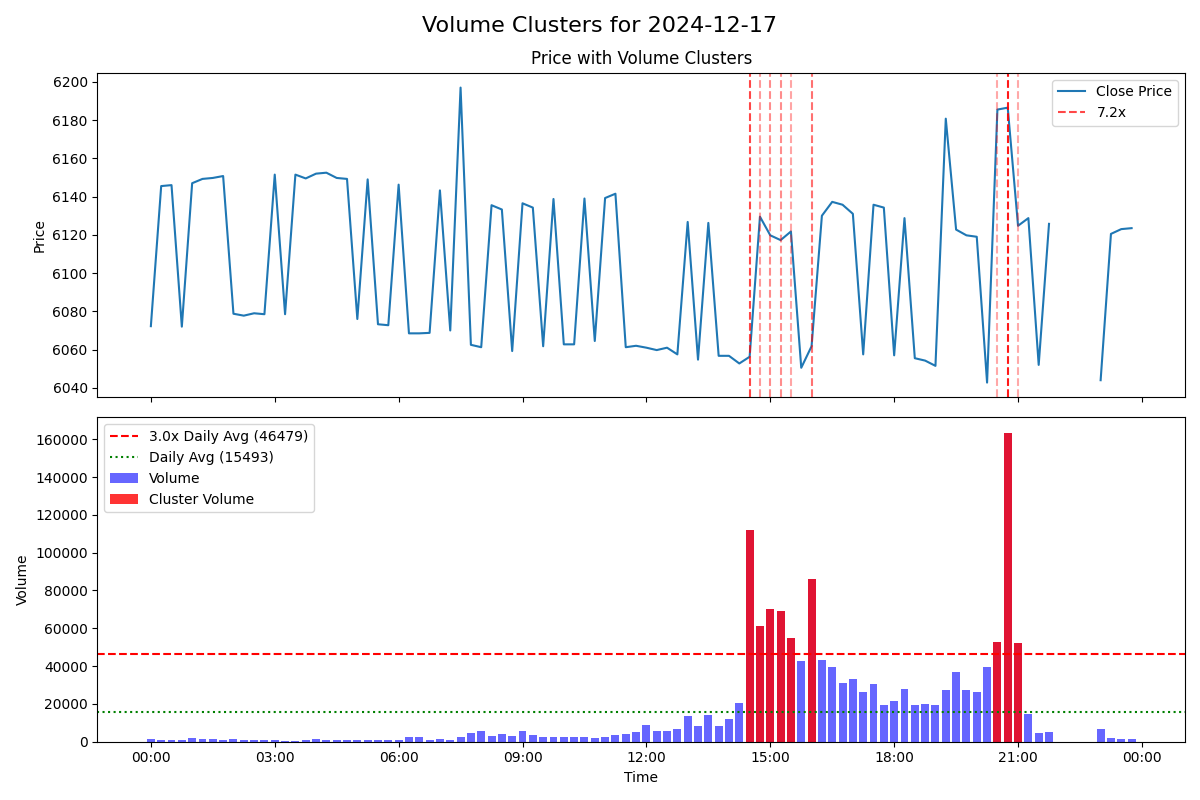 Volume Clusters for 2024-12-17
Price with Volume Clusters
6200
6180
6160
6140
6120
6100
6080
6060
6040
Price
Close Price
7.2x
160000
140000
120000
100000
80000
60000
40000
20000
0
Volume
3.0x Daily Avg (46479)
Daily Avg (15493)
Volume
Cluster Volume
00:00 03:00 06:00 09:00 12:00 15:00 18:00 21:00 00:00
Time